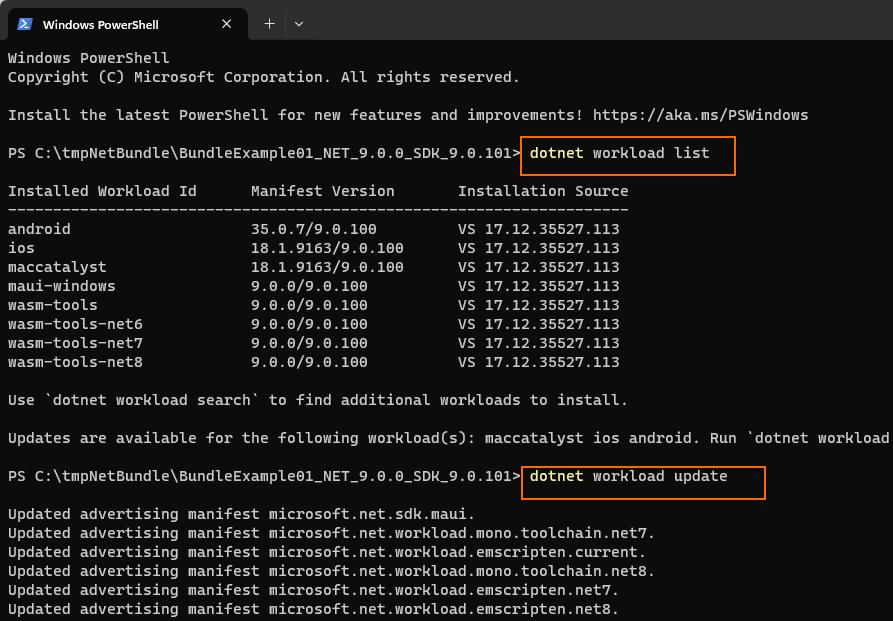 Windows PowerShell
Windows PowerShell
Copyright (C) Microsoft Corporation. All rights reserved.
Install the latest PowerShell for new features and improvements! https://aka.ms/PSWindows
PS C:\tmpNetBundle\BundleExample01_NET_9.0.0_SDK_9.0.101> dotnet workload list
Installed Workload Id      Manifest Version       Installation Source
---------------------------------------------------------------------
android                    35.0.7/9.0.100         VS 17.12.35527.113
ios                        18.1.9163/9.0.100      VS 17.12.35527.113
maccatalyst                18.1.9163/9.0.100      VS 17.12.35527.113
maui-windows               9.0.0/9.0.100          VS 17.12.35527.113
wasm-tools                 9.0.0/9.0.100          VS 17.12.35527.113
wasm-tools-net6            9.0.0/9.0.100          VS 17.12.35527.113
wasm-tools-net7            9.0.0/9.0.100          VS 17.12.35527.113
wasm-tools-net8            9.0.0/9.0.100          VS 17.12.35527.113
Use `dotnet workload search` to find additional workloads to install.
Updates are available for the following workload(s): maccatalyst ios android. Run `dotnet workload
PS C:\tmpNetBundle\BundleExample01_NET_9.0.0_SDK_9.0.101> dotnet workload update
Updated advertising manifest microsoft.net.sdk.maui.
Updated advertising manifest microsoft.net.workload.mono.toolchain.net7.
Updated advertising manifest microsoft.net.workload.emscripten.current.
Updated advertising manifest microsoft.net.workload.mono.toolchain.net8.
Updated advertising manifest microsoft.net.workload.emscripten.net7.
Updated advertising manifest microsoft.net.workload.emscripten.net8.